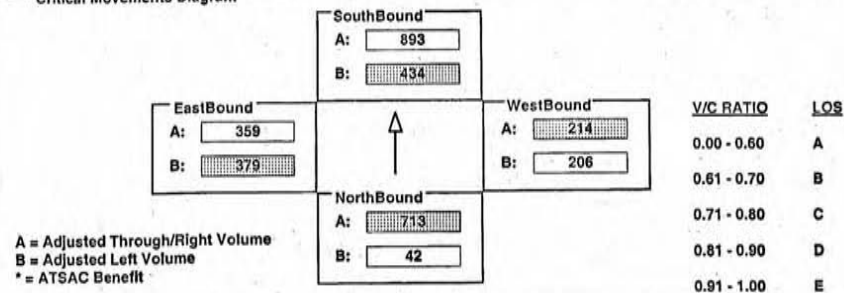 Critical Movements Diagram
SouthBound
A: 893
B: 434
EastBound
A: 359
B: 379
WestBound
A: 214
B: 206
NorthBound
A: 713
B: 42
A = Adjusted Through/Right Volume
B = Adjusted Left Volume
* = ATSAC Benefit
V/C RATIO LOS
0.00 - 0.60 A
0.61 - 0.70 B
0.71 - 0.80 C
0.81 - 0.90 D
0.91 - 1.00 E